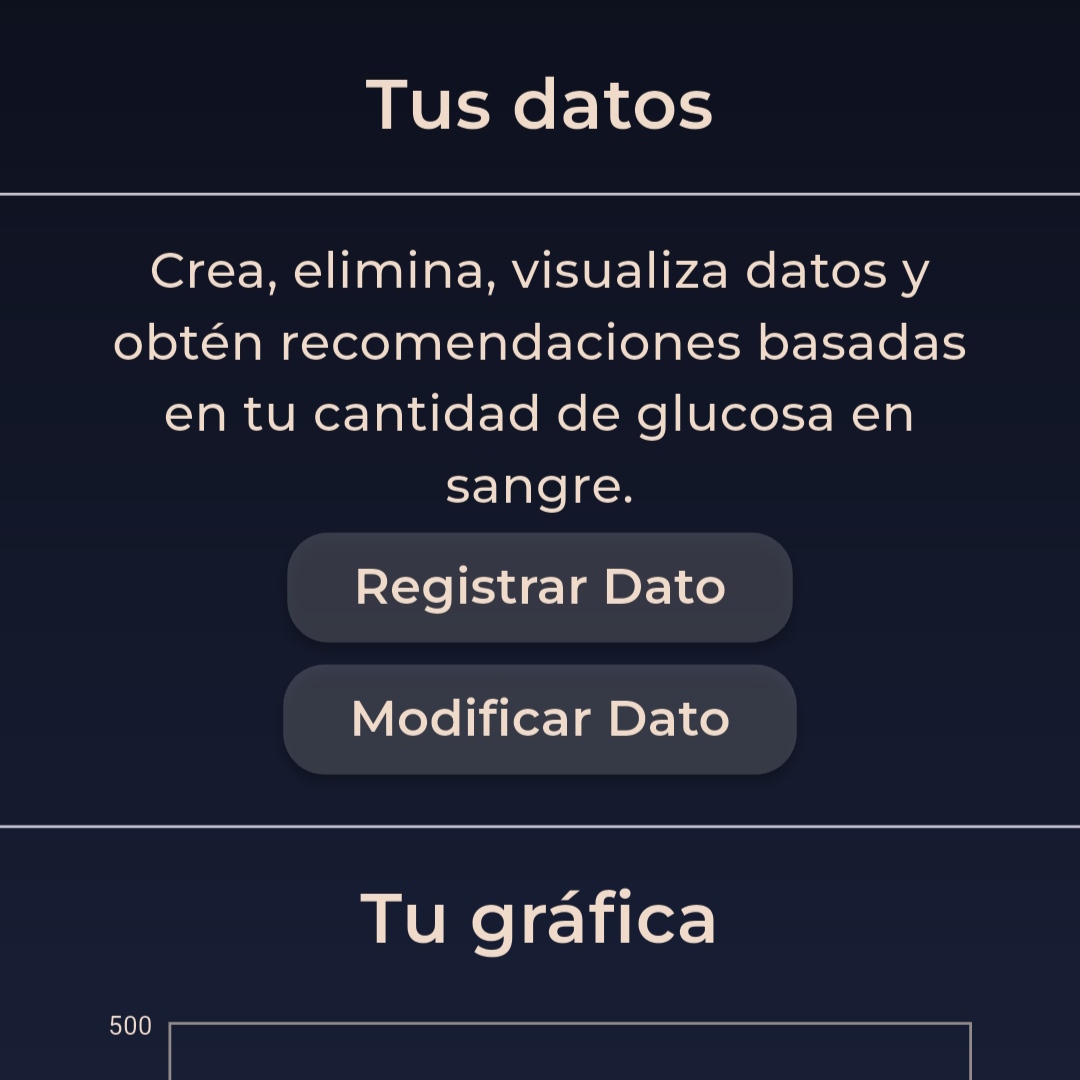 Tus datos
Crea, elimina, visualiza datos y
obtén recomendaciones basadas
en tu cantidad de glucosa en
sangre.
Registrar Dato
Modificar Dato
Tu gráfica
500